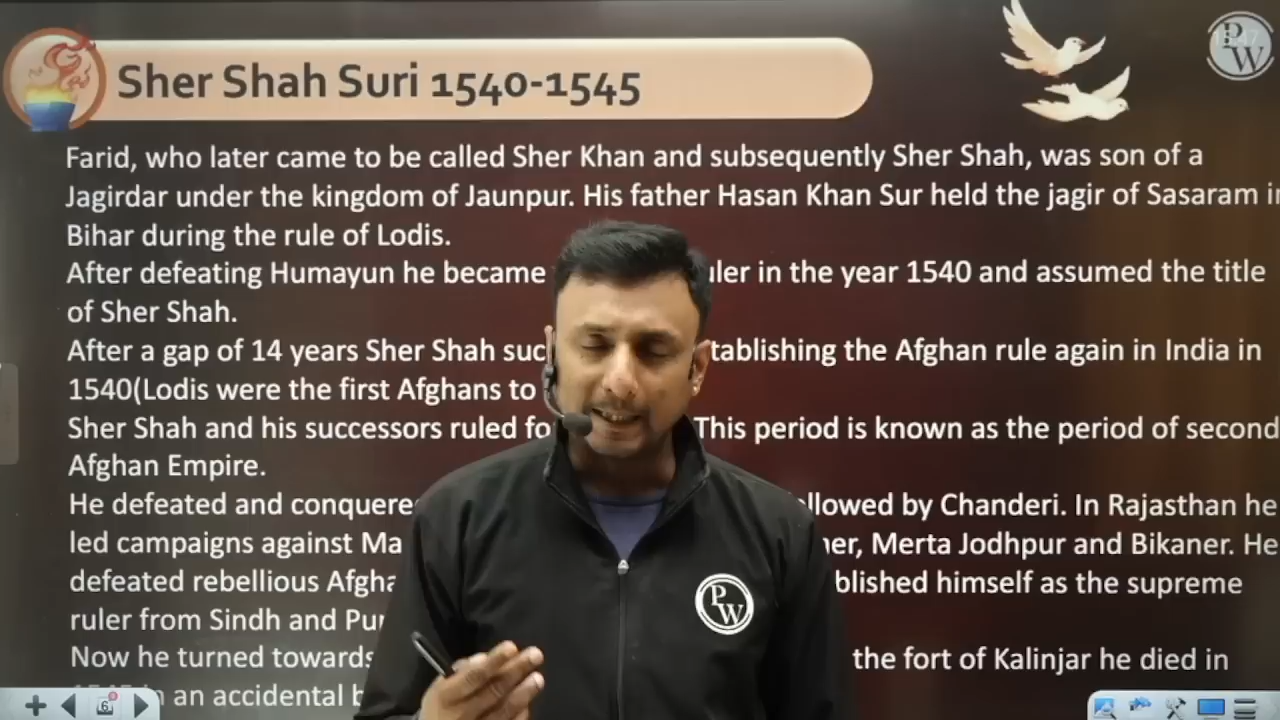 Sher Shah Suri 1540-1545
PW
Farid, who later came to be called Sher Khan and subsequently Sher Shah, was son of a
Jagirdar under the kingdom of Jaunpur. His father Hasan Khan Sur held the jagir of Sasaram in
Bihar during the rule of Lodis.
After defeating Humayun he became uler in the year 1540 and assumed the title
of Sher Shah.
After a gap of 14 years Sher Shah suc tablishing the Afghan rule again in India in
1540(Lodis were the first Afghans to
Sher Shah and his successors ruled fo This period is known as the period of second
Afghan Empire.
He defeated and conquere llowed by Chanderi. In Rajasthan he
led campaigns against Ma er, Merta Jodhpur and Bikaner. He
defeated rebellious Afgha blished himself as the supreme
ruler from Sindh and Pu
Now he turned towards the fort of Kalinjar he died in
in an accidental b
PW
6